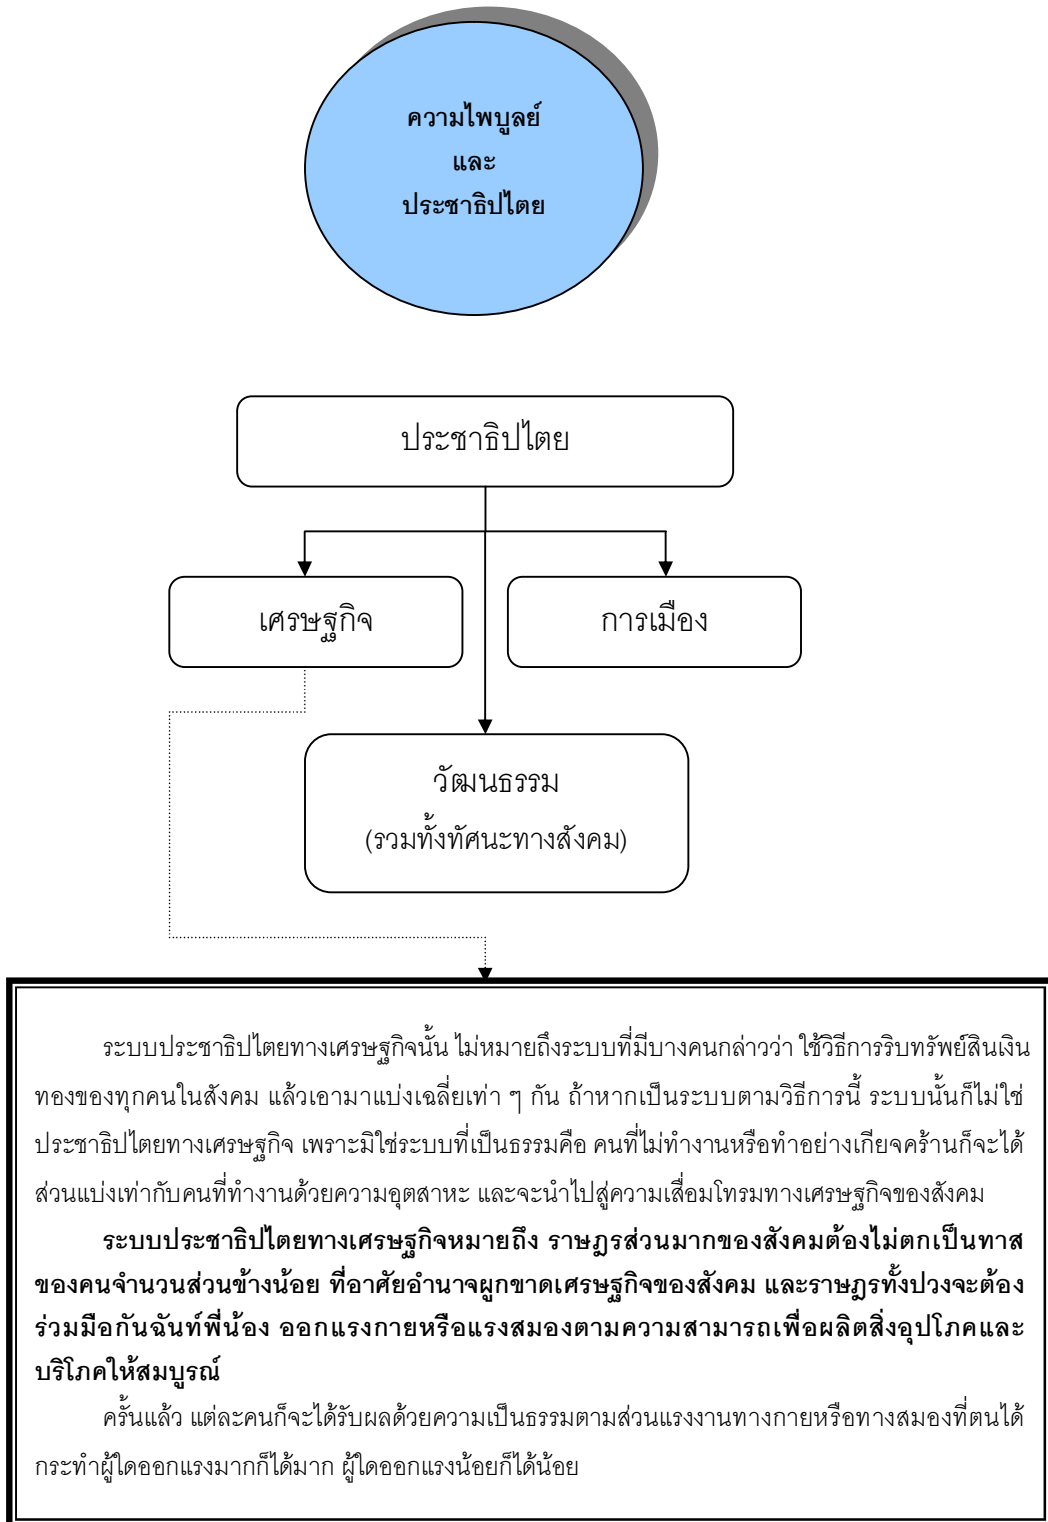 ความไพบูลย์
และ
ประชาธิปไตย
ประชาธิปไตย
เศรษฐกิจ
การเมือง
วัฒนธรรม
(รวมทั้งทัศนะทางสังคม)
ระบบประชาธิปไตยทางเศรษฐกิจนั้น ไม่หมายถึงระบบที่มีบางคนกล่าวว่า ใช้วิธีการริบทรัพย์สินเงิน
ทองของทุกคนในสังคม แล้วเอามาแบ่งเฉลี่ยเท่า ๆ กัน ถ้าหากเป็นระบบตามวิธีการนี้ ระบบนั้นก็ไม่ใช่
ประชาธิปไตยทางเศรษฐกิจ เพราะมิใช่ระบบที่เป็นธรรมคือ คนที่ไม่ทำงานหรือทำอย่างเกียจคร้านก็จะได้
ส่วนแบ่งเท่ากับคนที่ทำงานด้วยความอุตสาหะ และจะนำไปสู่ความเสื่อมโทรมทางเศรษฐกิจของสังคม
ระบบประชาธิปไตยทางเศรษฐกิจหมายถึง ราษฎรส่วนมากของสังคมต้องไม่ตกเป็นทาส
ของคนจำนวนส่วนข้างน้อย ที่อาศัยอำนาจผูกขาดเศรษฐกิจของสังคม และราษฎรทั้งปวงจะต้อง
ร่วมมือกันฉันท์พี่น้อง ออกแรงกายหรือแรงสมองตามความสามารถเพื่อผลิตสิ่งอุปโภคและ
บริโภคให้สมบูรณ์
ครั้นแล้ว แต่ละคนก็จะได้รับผลด้วยความเป็นธรรมตามส่วนแรงงานทางกายหรือทางสมองที่ตนได้
กระทำผู้ใดออกแรงมากก็ได้มาก ผู้ใดออกแรงน้อยก็ได้น้อย